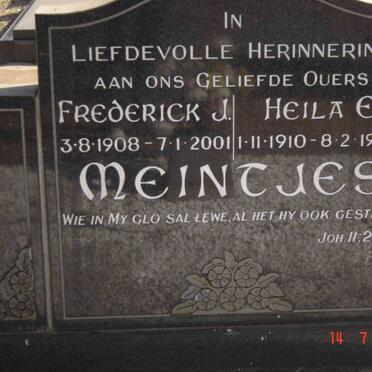 IN
LIEFDEVOLLE HERINNERIN
AAN ONS GELIEFDE OUERS
FREDERICK J. HEILA E
3·8·1908 – 7·1·2001 1·11·1910 – 8·2·19
MEINTJES
WIE IN MY GLO SAL LEWE, AL HET HY OOK GEST
JOH. 11:2
14 7